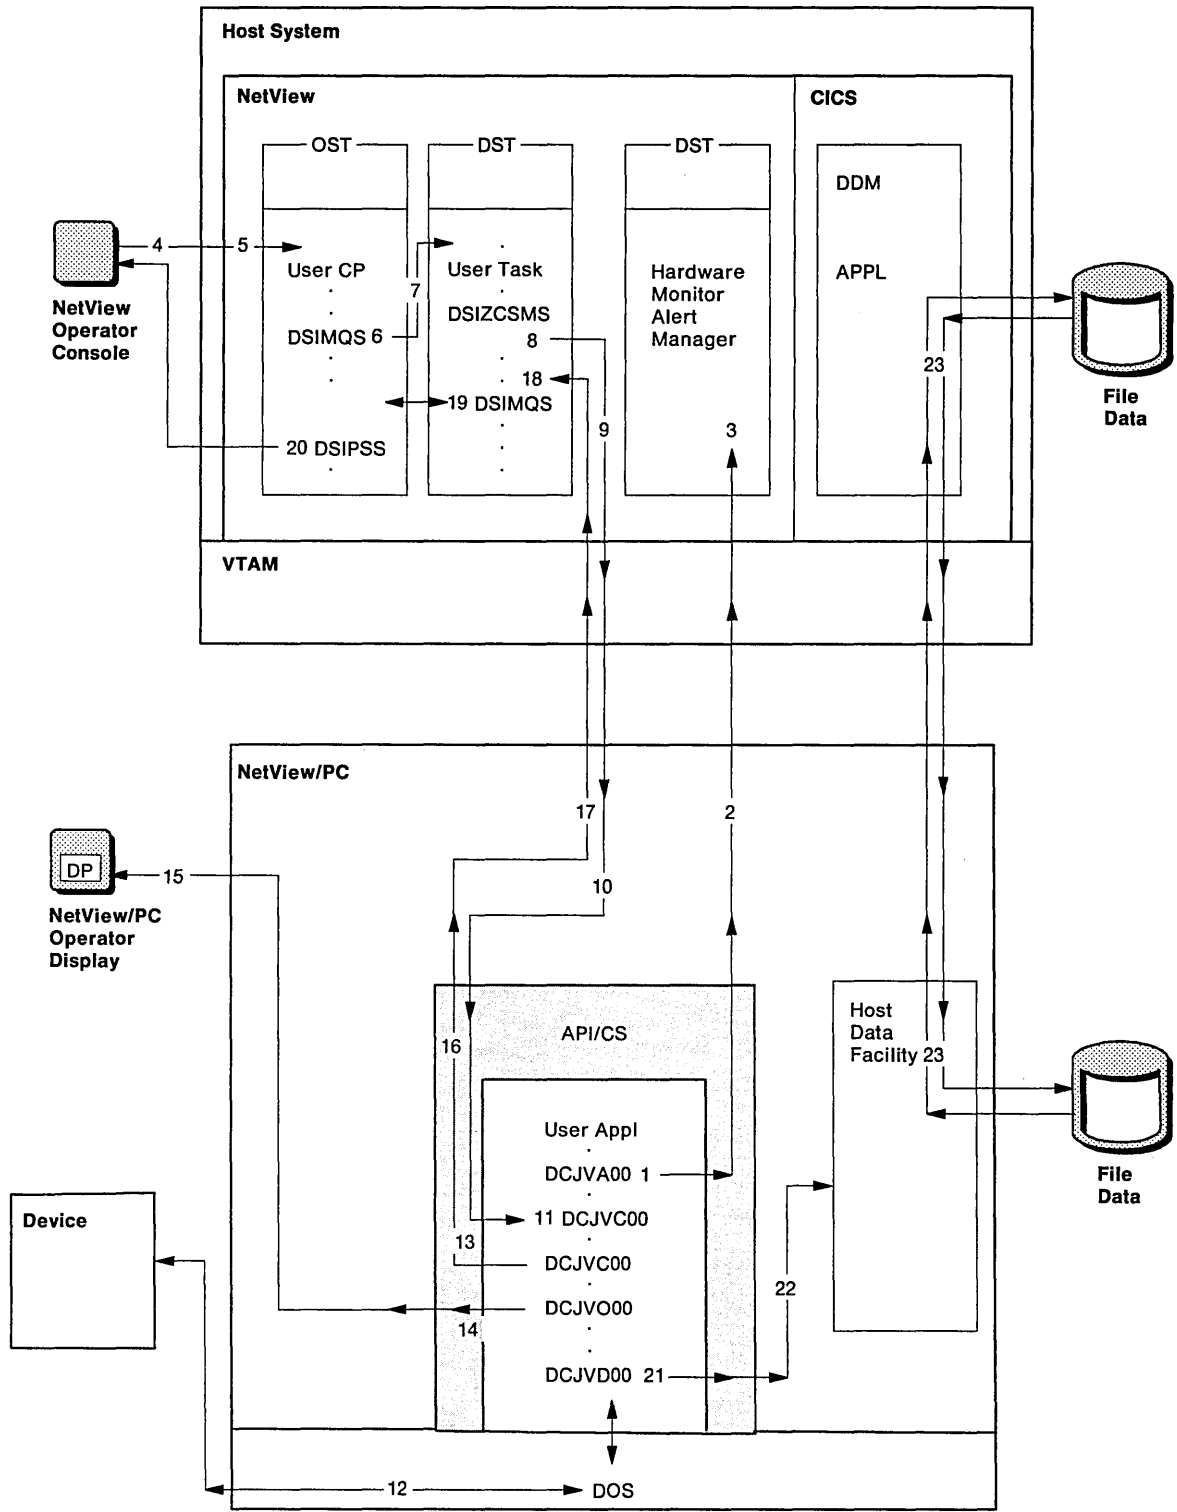 Host System
NetView
CICS
OST
DST
DST
DDM
4
5
User CP
User Task
Hardware
Monitor
Alert
Manager
APPL
7
NetView
Operator
Console
DSIZCSMS
DSIMQS 6
8
18
19 DSIMQS
23
File
Data
9
3
20 DSIPSS
VTAM
NetView/PC
17
2
DP
15
10
NetView/PC
Operator
Display
API/CS
16
Host
Data
Facility 23
User Appl
DCJVA00 1
11 DCJVC00
13
DCJVC00
File
Data
Device
22
DCJVO00
14
DCJVD00 21
12
DOS